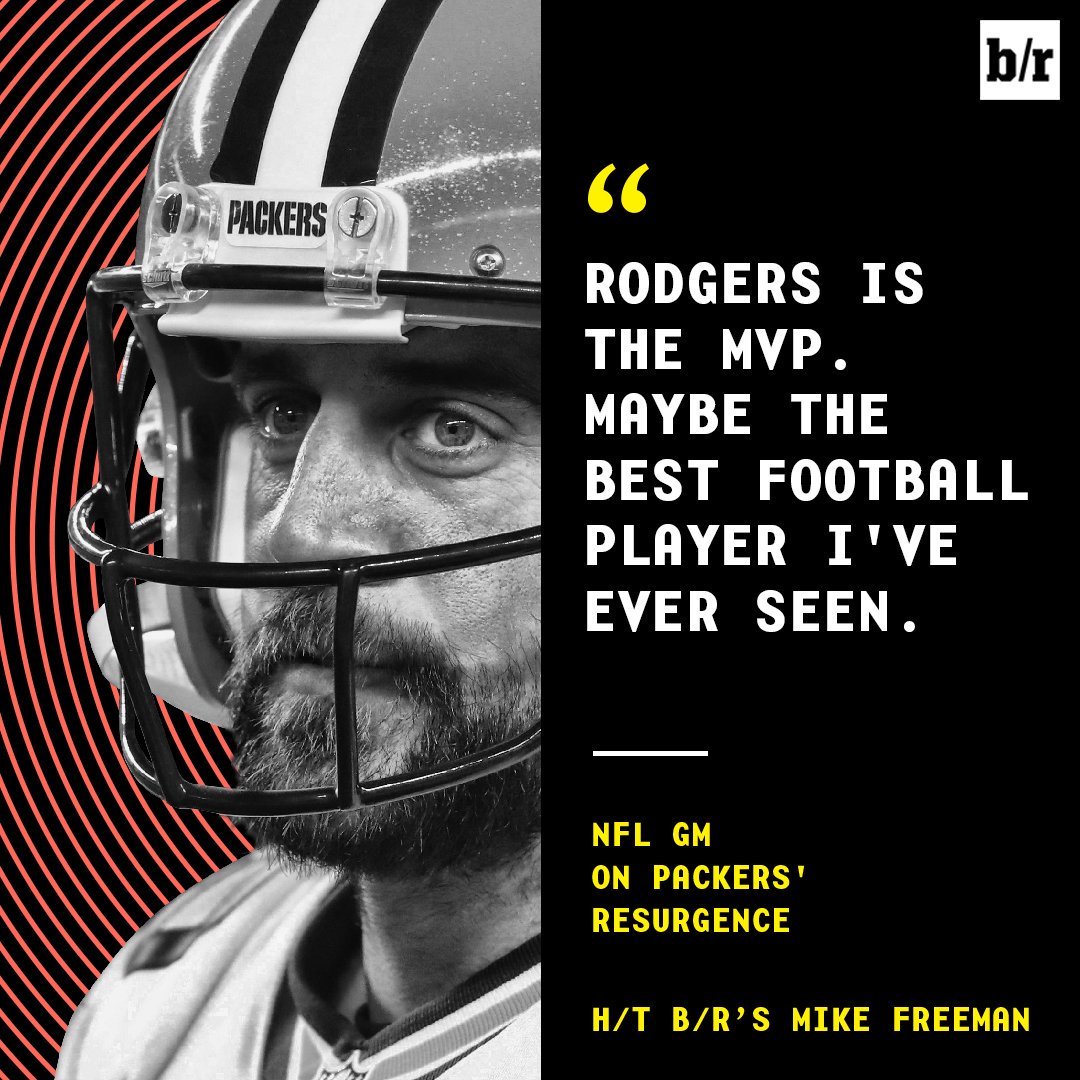 b/r
PACKERS
“
RODGERS IS
THE MVP.
MAYBE THE
BEST FOOTBALL
PLAYER I'VE
EVER SEEN.
NFL GM
ON PACKERS'
RESURGENCE
H/T B/R’S MIKE FREEMAN